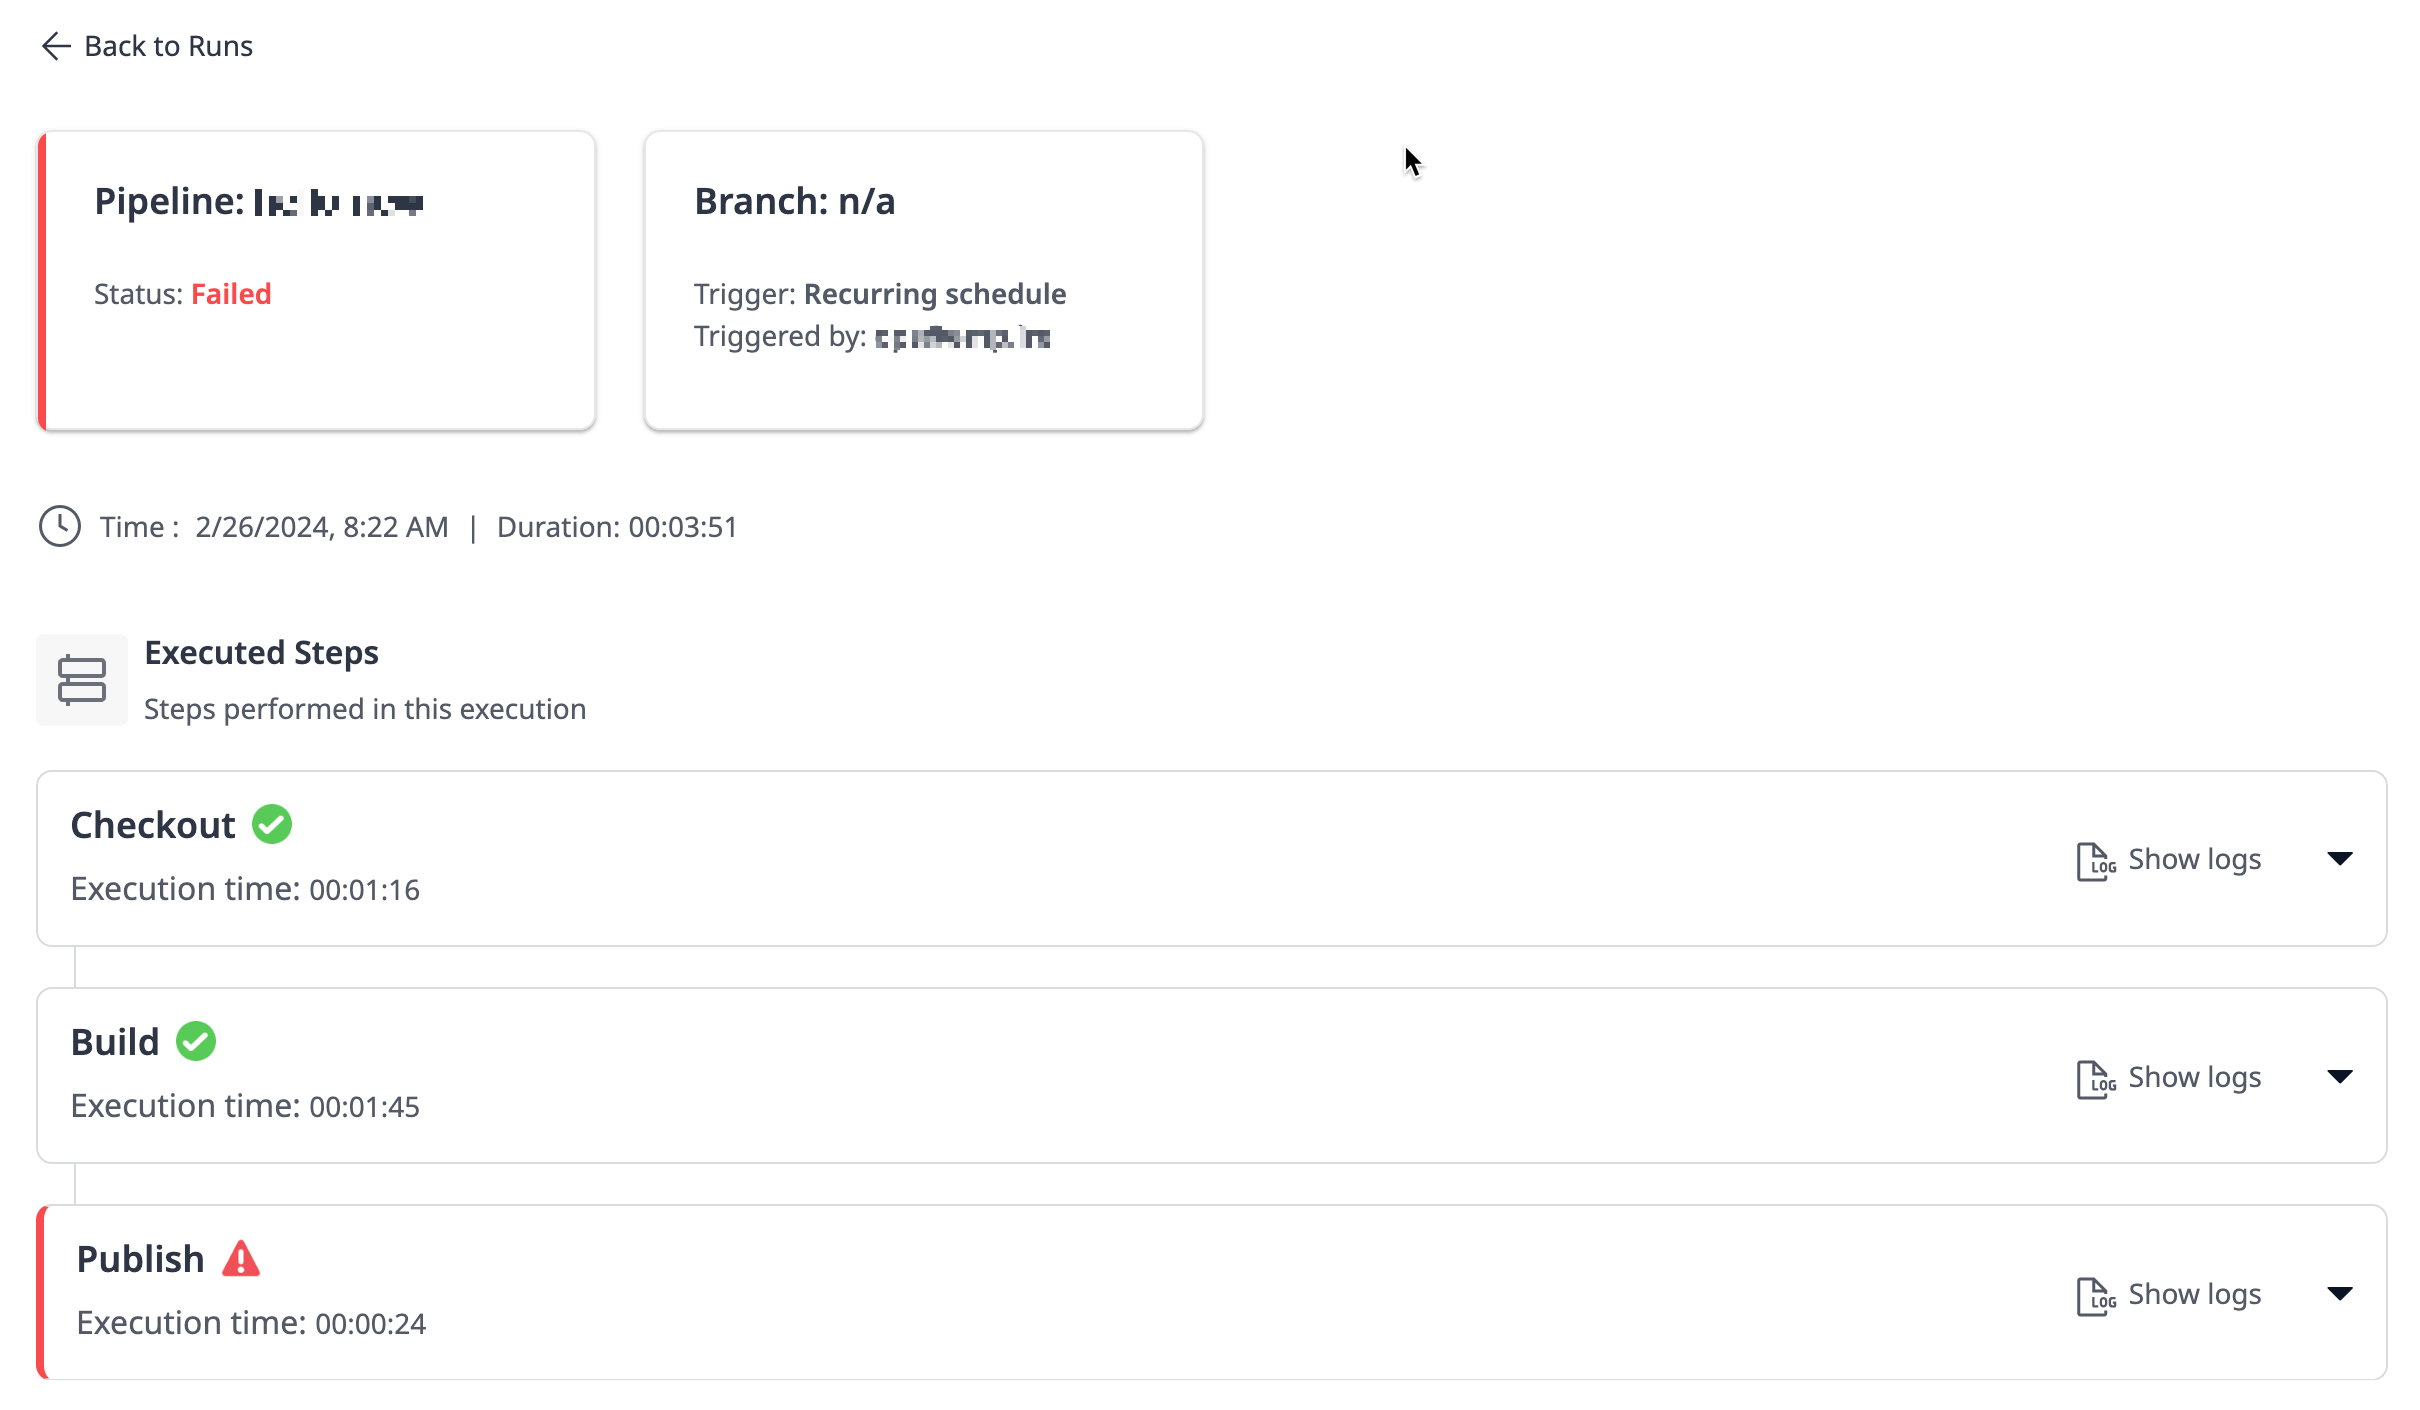 Back to Runs
Pipeline:
Status: Failed
Branch: n/a
Trigger: Recurring schedule
Triggered by:
Time : 2/26/2024, 8:22 AM | Duration: 00:03:51
Executed Steps
Steps performed in this execution
Checkout
Execution time: 00:01:16
LOG Show logs
Build
Execution time: 00:01:45
LOG Show logs
Publish
Execution time: 00:00:24
LOG Show logs